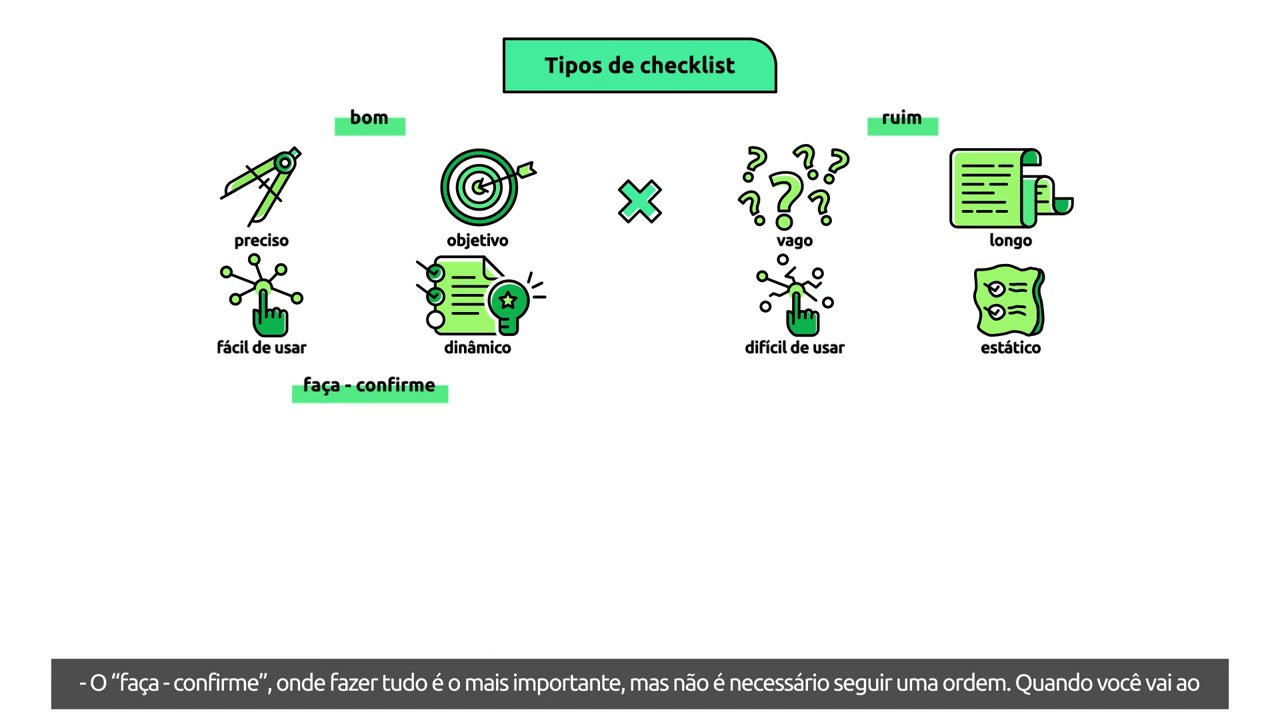 Tipos de checklist
bom
ruim
preciso
objetivo
vago
longo
fácil de usar
dinâmico
difícil de usar
estático
faça - confirme
- O “faça - confirme”, onde fazer tudo é o mais importante, mas não é necessário seguir uma ordem. Quando você vai ao